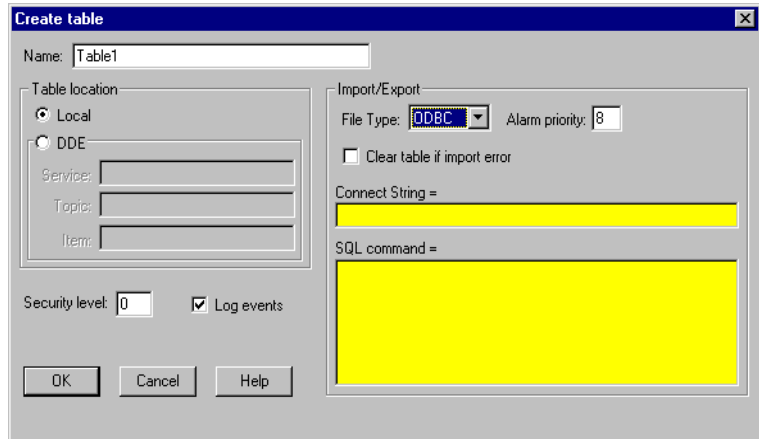 Create table
Name: Table1
Table location
Local
DDE
Service:
Topic:
Item:
Security level: 0
Log events
OK Cancel Help
Import/Export
File Type: ODBC Alarm priority: 8
Clear table if import error
Connect String =
SQL command =